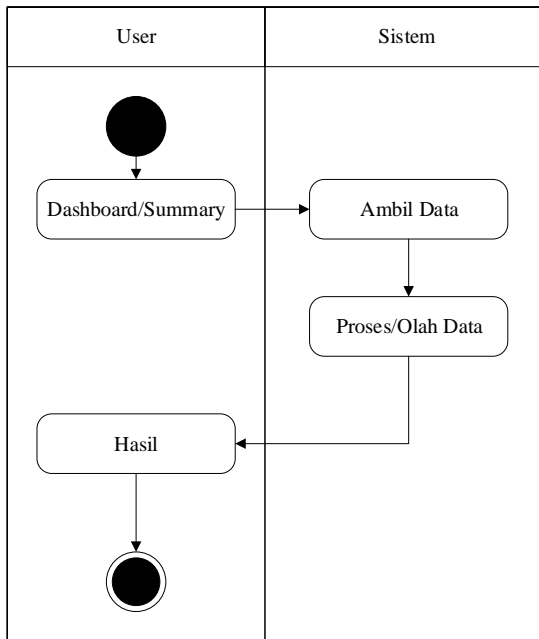 User
Sistem
Dashboard/Summary
Ambil Data
Proses/Olah Data
Hasil